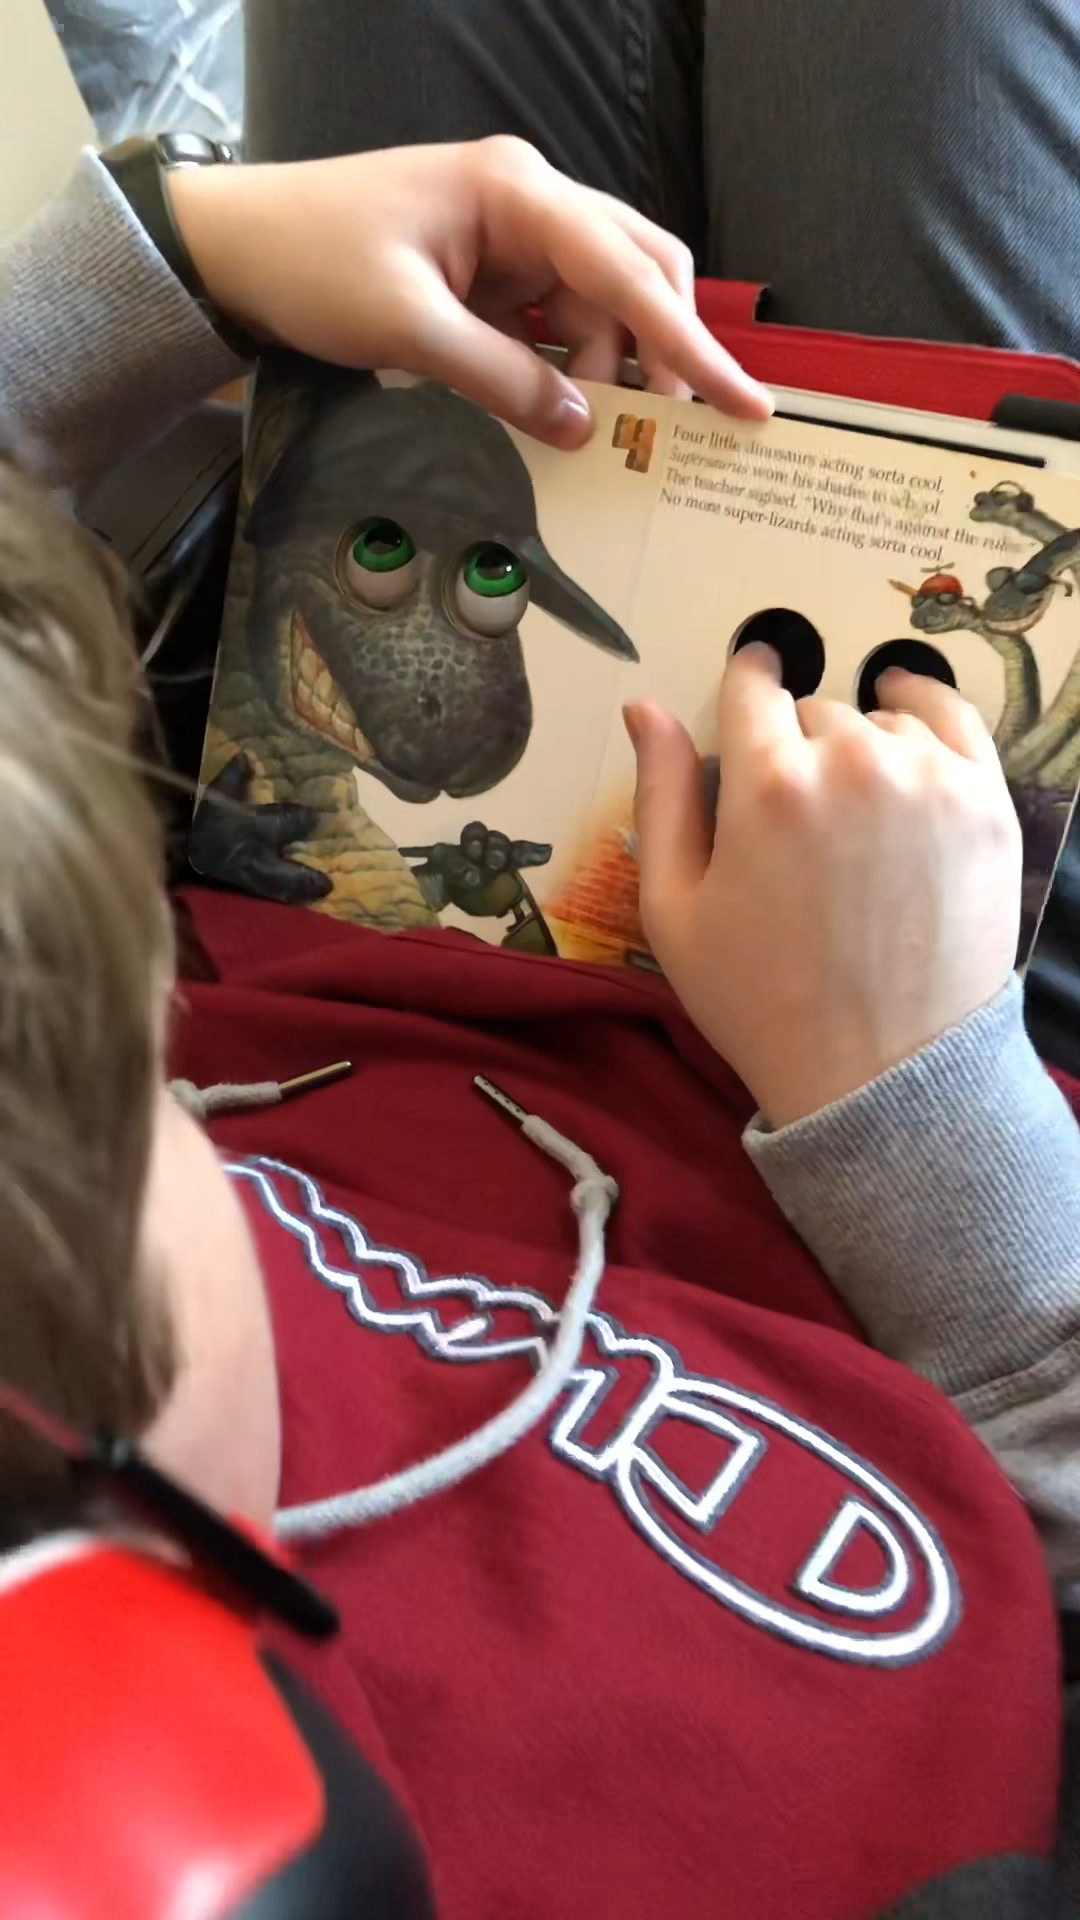 4
Four little dinosaurs acting sorta cool,
Supersaurus wore his shades to school.
The teacher sighed, "Why that's against the rules."
No more super-lizards acting sorta cool.